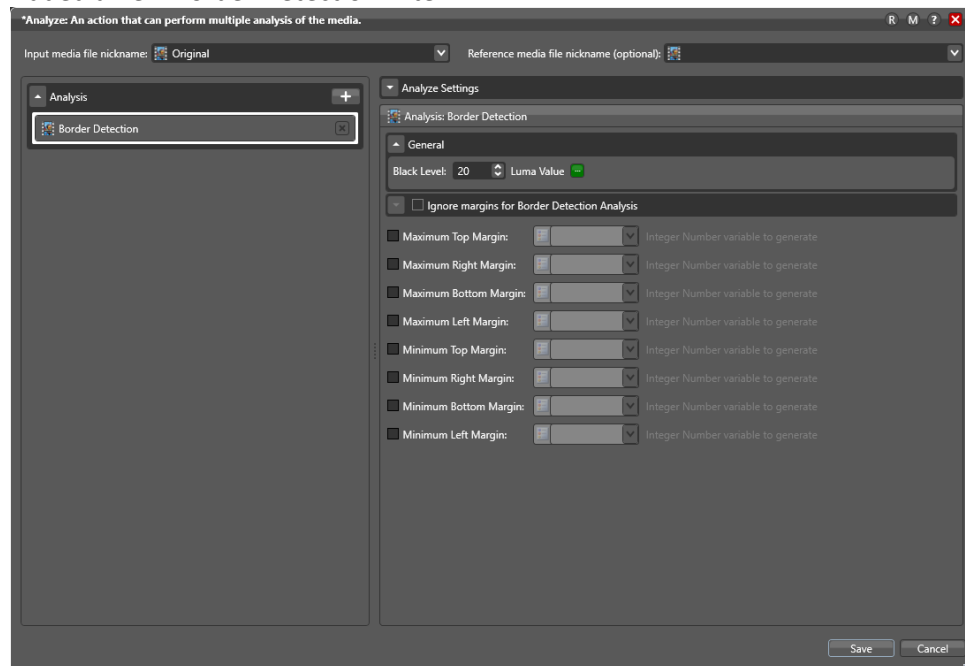 *Analyze: An action that can perform multiple analysis of the media.
R M ?
Input media file nickname: Original
Reference media file nickname (optional):
Analysis
Border Detection
Analyze Settings
Analysis: Border Detection
General
Black Level: 20 Luma Value
Ignore margins for Border Detection Analysis
Maximum Top Margin: Integer Number variable to generate
Maximum Right Margin: Integer Number variable to generate
Maximum Bottom Margin: Integer Number variable to generate
Maximum Left Margin: Integer Number variable to generate
Minimum Top Margin: Integer Number variable to generate
Minimum Right Margin: Integer Number variable to generate
Minimum Bottom Margin: Integer Number variable to generate
Minimum Left Margin: Integer Number variable to generate
Save Cancel